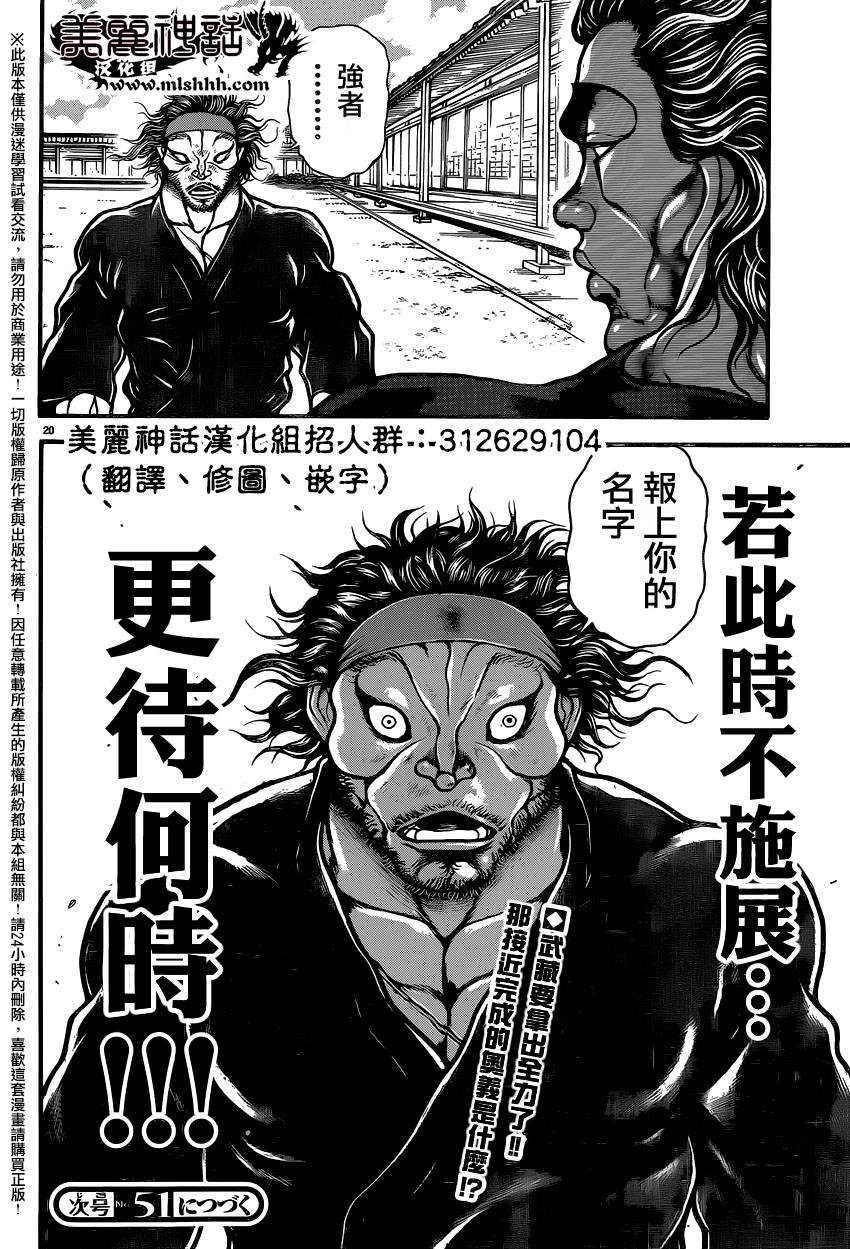 美麗神話
汉化组
www.mlshhh.com
強者
………
20
美麗神話漢化組招人群：312629104
（翻譯、修圖、嵌字）
報上你的
名字
若此時不施展…
更待何時!!!
◆武藏要拿出全力了!!
那接近完成的奧義是什麼!?
次号No.51につづく
じごう
※此版本僅供漫迷學習試看交流，請勿用於商業用途！一切版權歸原作者與出版社擁有！因任意轉載所產生的版權糾紛都與本組無關！請24小時內刪除，喜歡這套漫畫請購買正版！